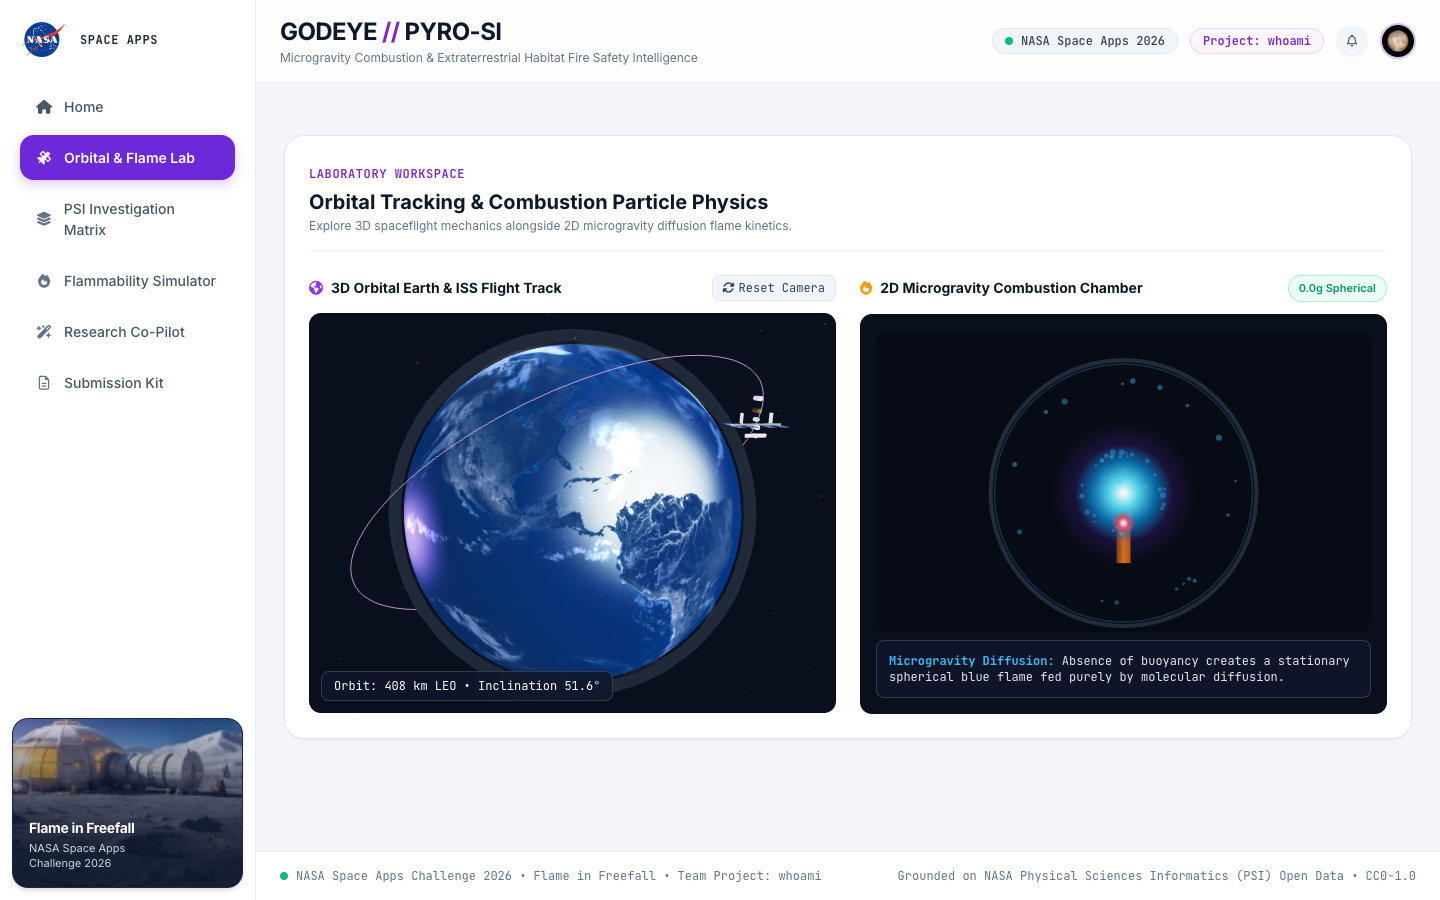 NASA
SPACE APPS
Home
Orbital & Flame Lab
PSI Investigation
Matrix
Flammability Simulator
Research Co-Pilot
Submission Kit
Flame in Freefall
NASA Space Apps
Challenge 2026
GODEYE // PYRO-SI
Microgravity Combustion & Extraterrestrial Habitat Fire Safety Intelligence
NASA Space Apps 2026
Project: whoami
LABORATORY WORKSPACE
Orbital Tracking & Combustion Particle Physics
Explore 3D spaceflight mechanics alongside 2D microgravity diffusion flame kinetics.
3D Orbital Earth & ISS Flight Track
Reset Camera
Orbit: 408 km LEO • Inclination 51.6°
2D Microgravity Combustion Chamber
0.0g Spherical
Microgravity Diffusion: Absence of buoyancy creates a stationary
spherical blue flame fed purely by molecular diffusion.
NASA Space Apps Challenge 2026 • Flame in Freefall • Team Project: whoami
Grounded on NASA Physical Sciences Informatics (PSI) Open Data • CC0-1.0